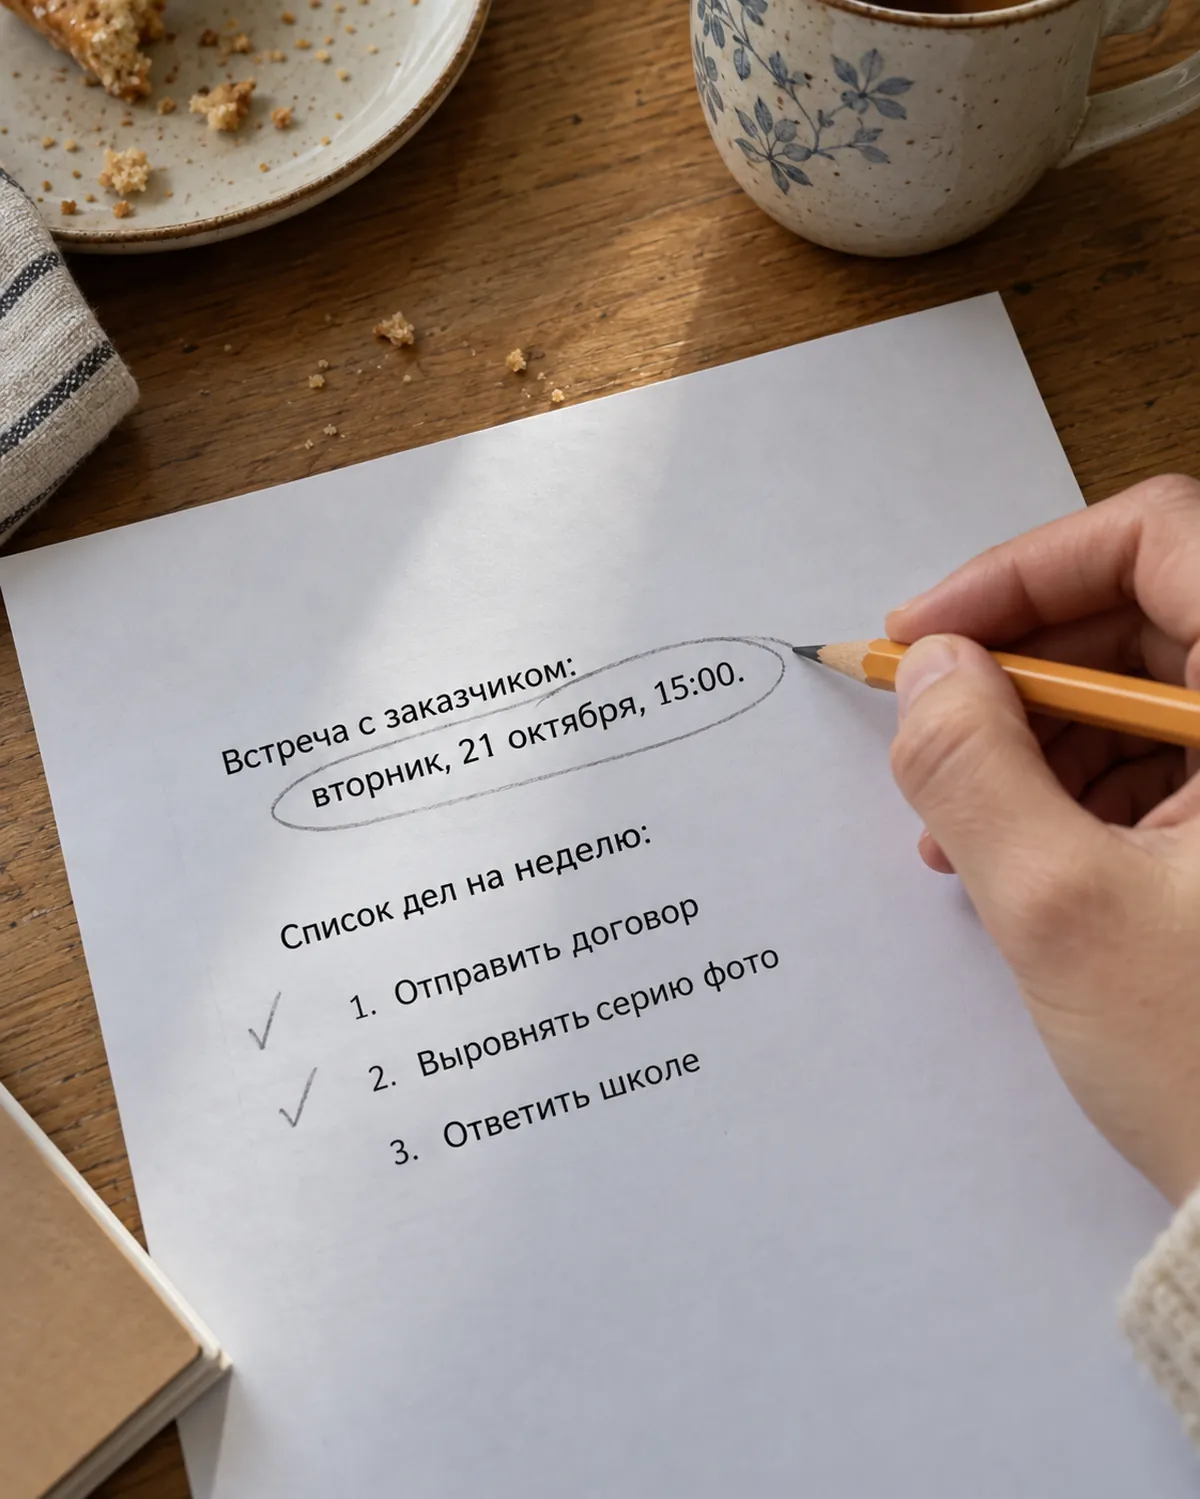 Встреча с заказчиком:
вторник, 21 октября, 15:00.
Список дел на неделю:
1. Отправить договор
2. Выровнять серию фото
3. Ответить школе